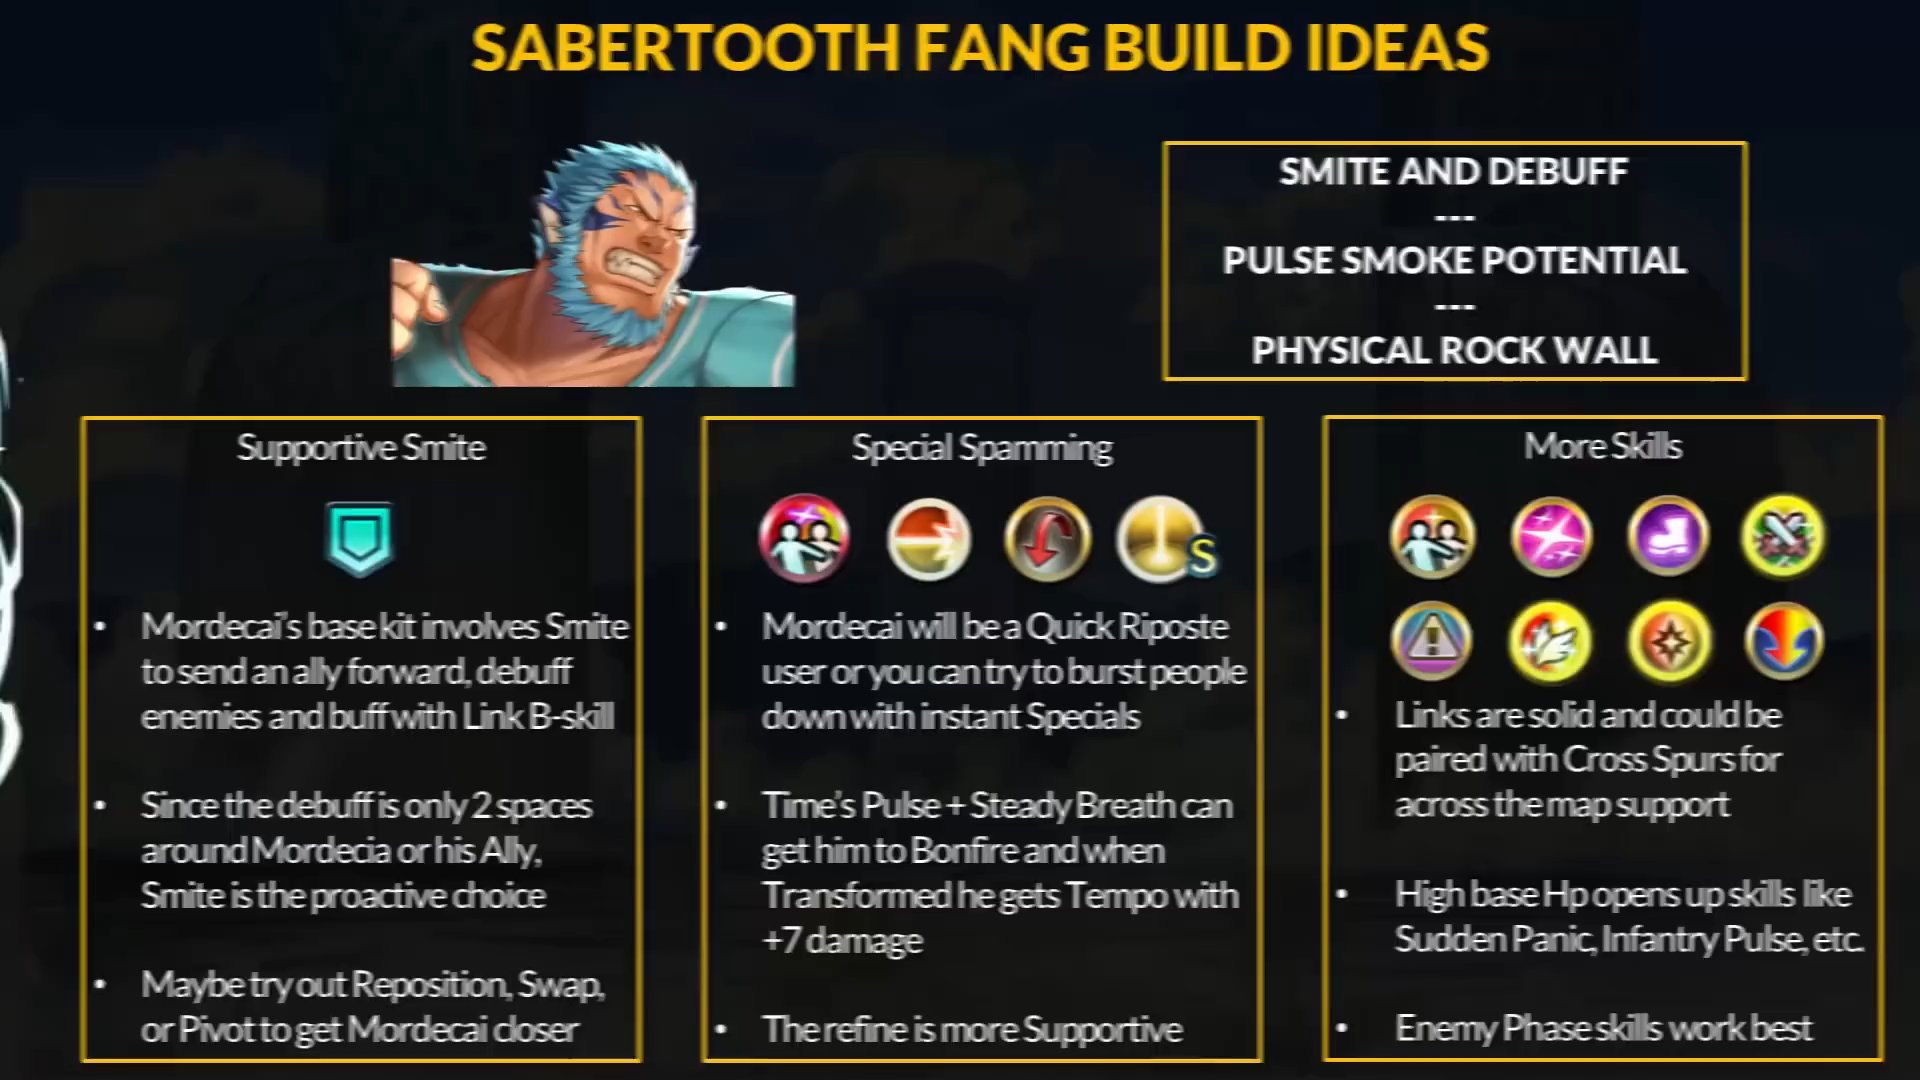 SABERTOOTH FANG BUILD IDEAS
SMITE AND DEBUFF
---
PULSE SMOKE POTENTIAL
---
PHYSICAL ROCK WALL
Supportive Smite
• Mordecai's base kit involves Smite
to send an ally forward, debuff
enemies and buff with Link B-skill
• Since the debuff is only 2 spaces
around Mordecia or his Ally,
Smite is the proactive choice
• Maybe try out Reposition, Swap,
or Pivot to get Mordecai closer
Special Spamming
S
• Mordecai will be a Quick Riposte
user or you can try to burst people
down with instant Specials
• Time's Pulse + Steady Breath can
get him to Bonfire and when
Transformed he gets Tempo with
+7 damage
• The refine is more Supportive
More Skills
• Links are solid and could be
paired with Cross Spurs for
across the map support
• High base Hp opens up skills like
Sudden Panic, Infantry Pulse, etc.
• Enemy Phase skills work best